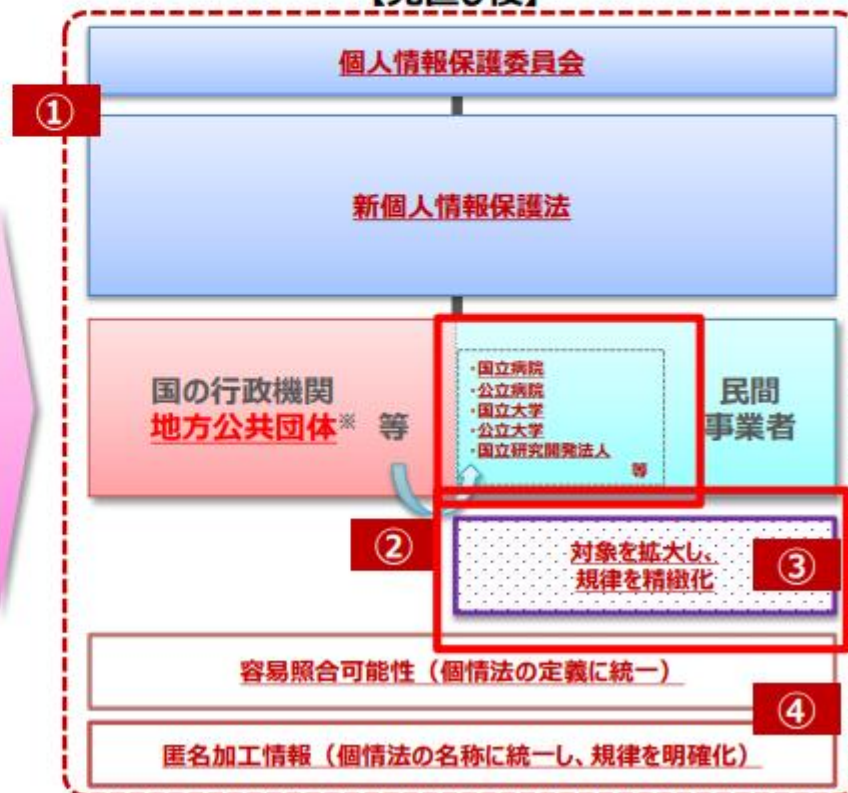 ①
個人情報保護委員会
新個人情報保護法
国の行政機関
地方公共団体※ 等
・国立病院
・公立病院
・国立大学
・公立大学
・国立研究開発法人
等
民間
事業者
②
対象を拡大し、
規律を精緻化
③
容易照合可能性（個情法の定義に統一）
④
匿名加工情報（個情法の名称に統一し、規律を明確化）